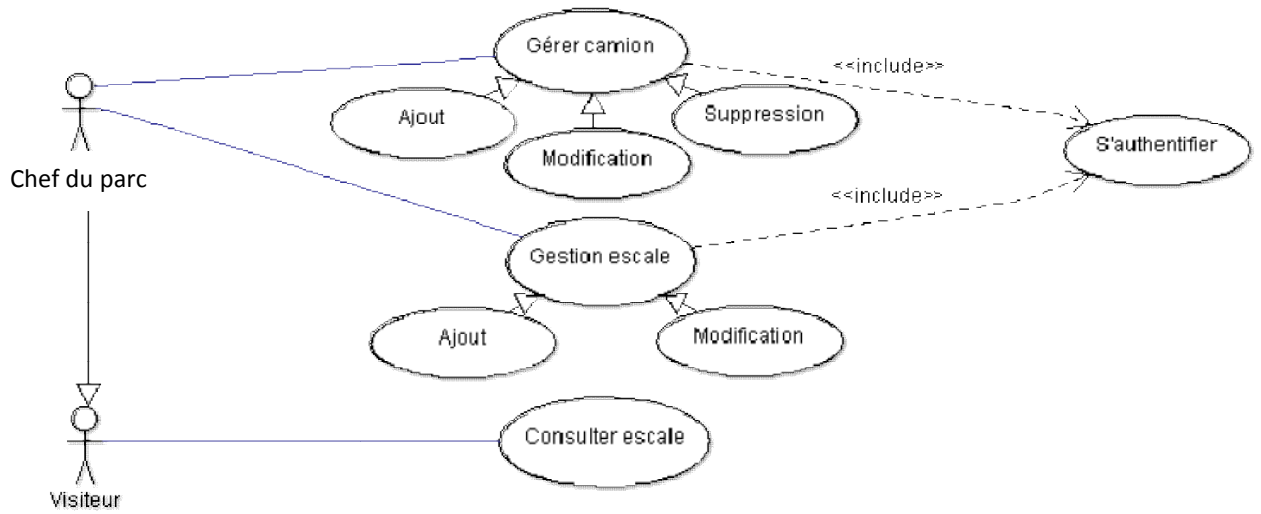 Gérer camion
<<include>>
Ajout
Suppression
S'authentifier
Modification
Chef du parc
<<include>>
Gestion escale
Ajout
Modification
Consulter escale
Visiteur